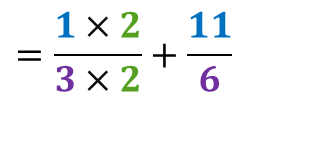 = (1 × 2)/(3 × 2) + 11/6